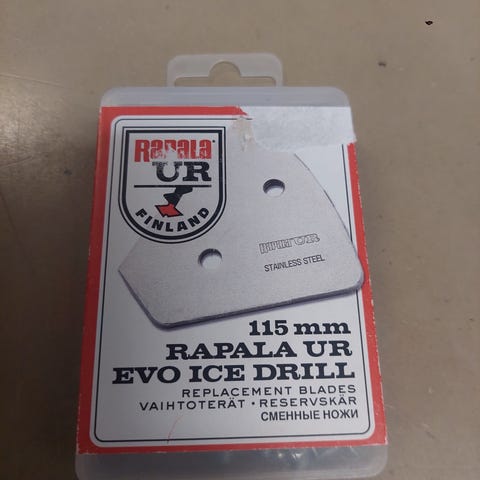 Rapala
UR
FINLAND
STAINLESS STEEL
115 mm
RAPALA UR
EVO ICE DRILL
REPLACEMENT BLADES
VAIHTOTERÄT • RESERVSKÄR
СМЕННЫЕ НОЖИ